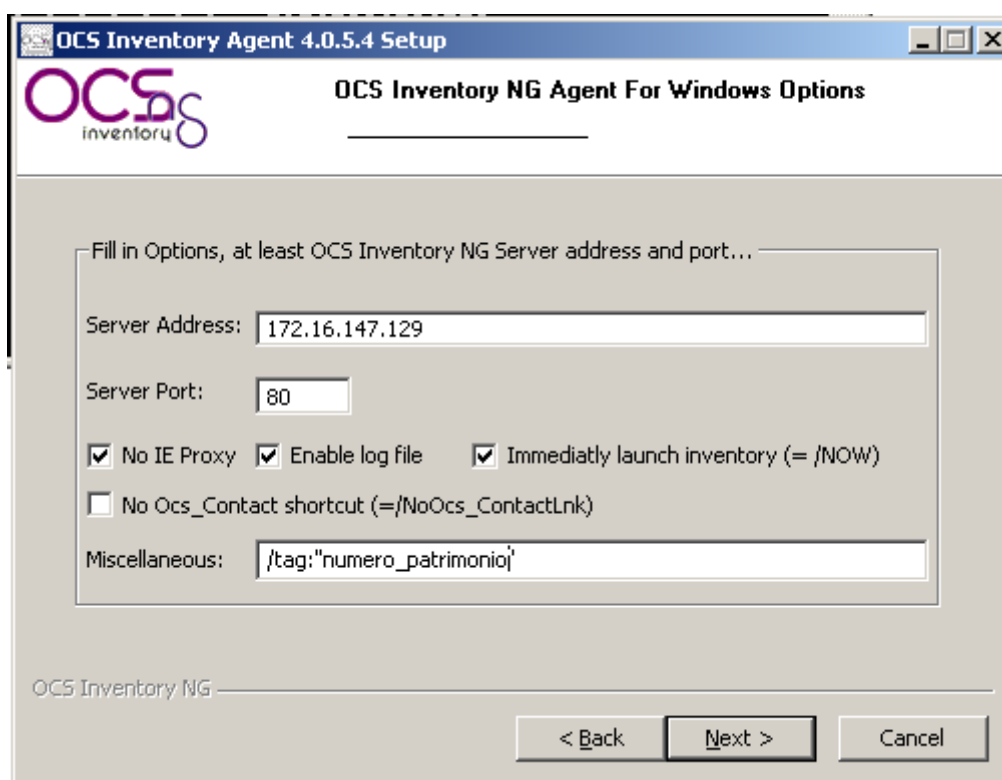 OCS Inventory Agent 4.0.5.4 Setup
OCS Inventory NG Agent For Windows Options
OCS
NG
inventory
Fill in Options, at least OCS Inventory NG Server address and port...
Server Address: 172.16.147.129
Server Port: 80
No IE Proxy Enable log file Immediatly launch inventory (= /NOW)
No Ocs_Contact shortcut (=/NoOcs_ContactLnk)
Miscellaneous: /tag:"numero_patrimonio"
OCS Inventory NG
< Back Next > Cancel